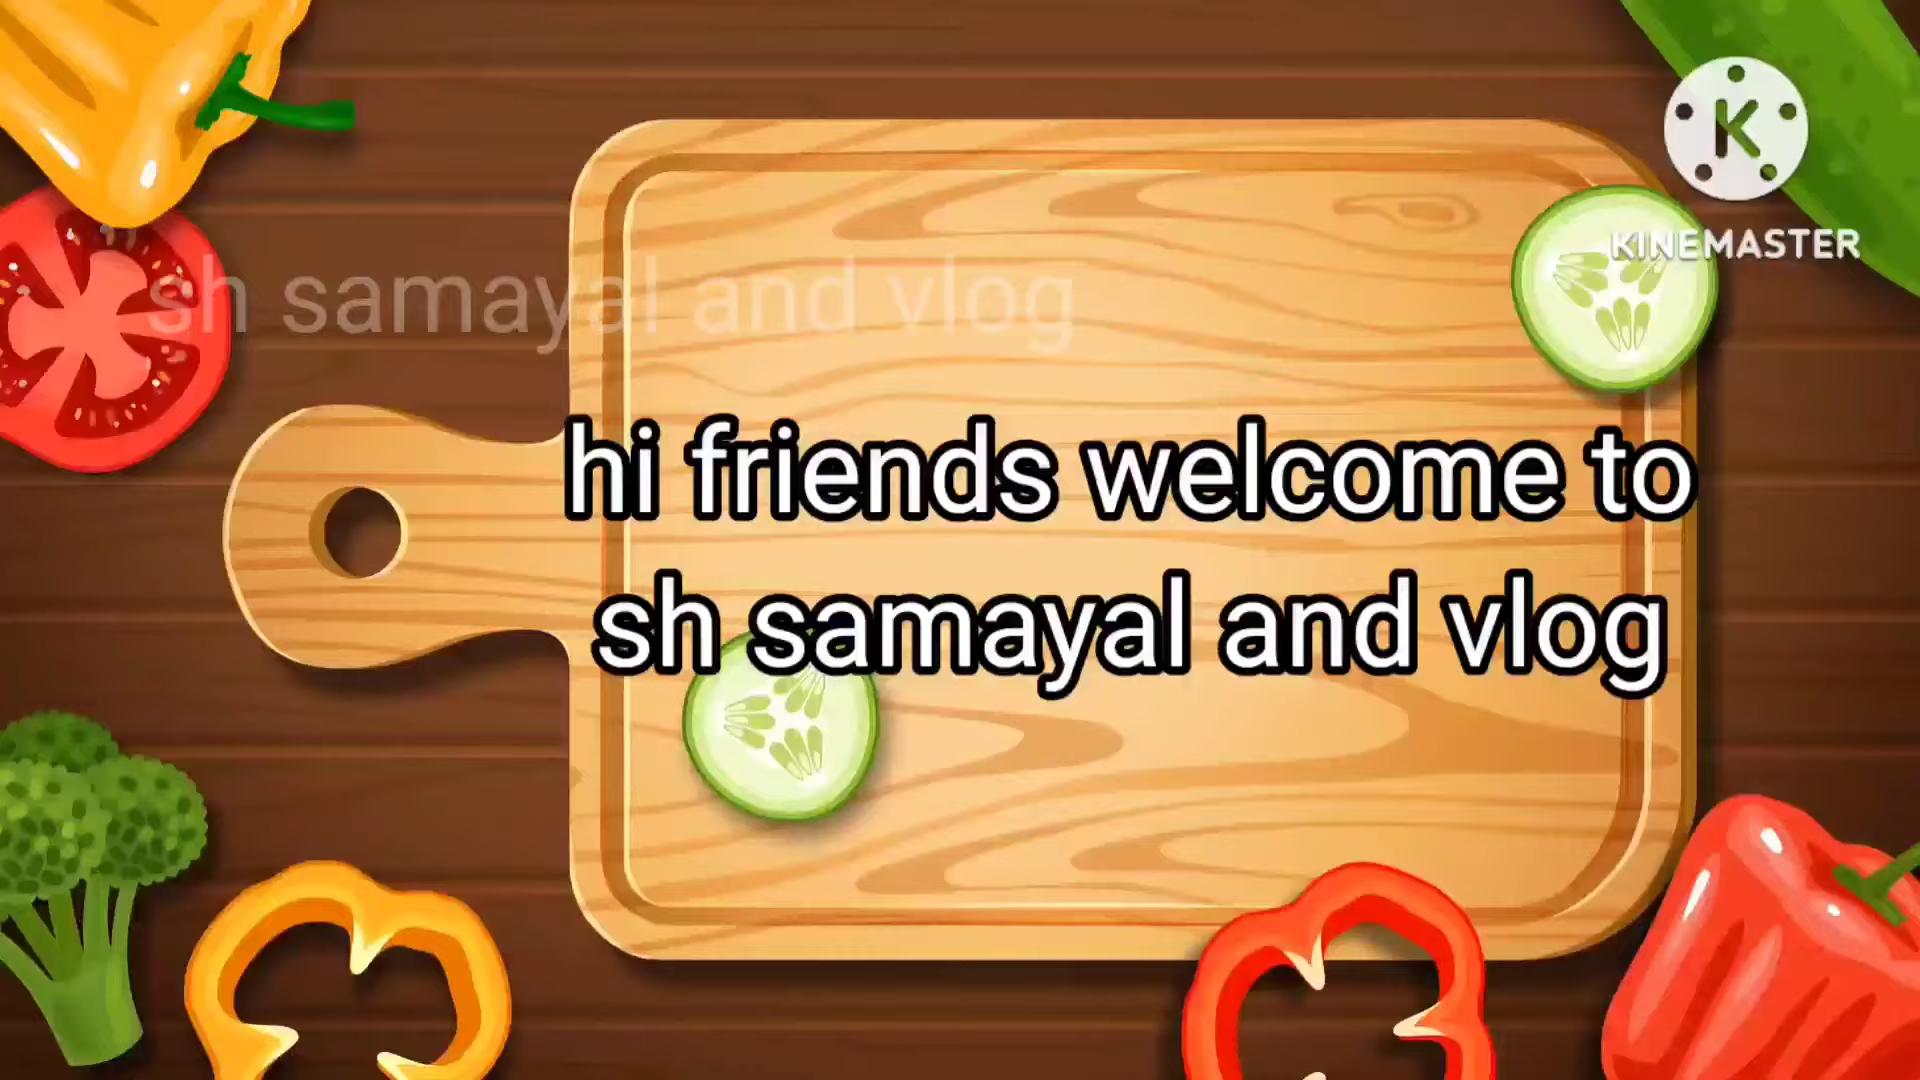 K
KINEMASTER
sh samayal and vlog
hi friends welcome to
sh samayal and vlog